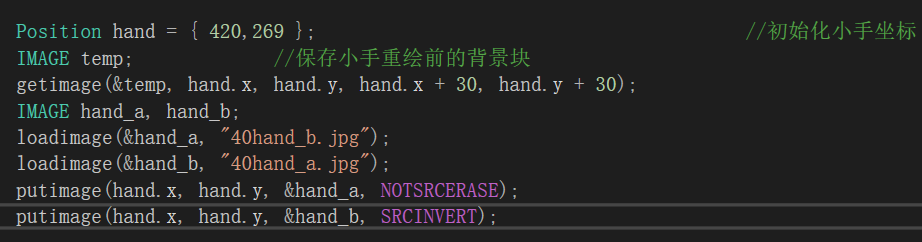 Position hand = { 420,269 }; //初始化小手坐标
IMAGE temp; //保存小手重绘前的背景块
getimage(&temp, hand.x, hand.y, hand.x + 30, hand.y + 30);
IMAGE hand_a, hand_b;
loadimage(&hand_a, "40hand_b.jpg");
loadimage(&hand_b, "40hand_a.jpg");
putimage(hand.x, hand.y, &hand_a, NOTSRCERASE);
putimage(hand.x, hand.y, &hand_b, SRCINVERT);